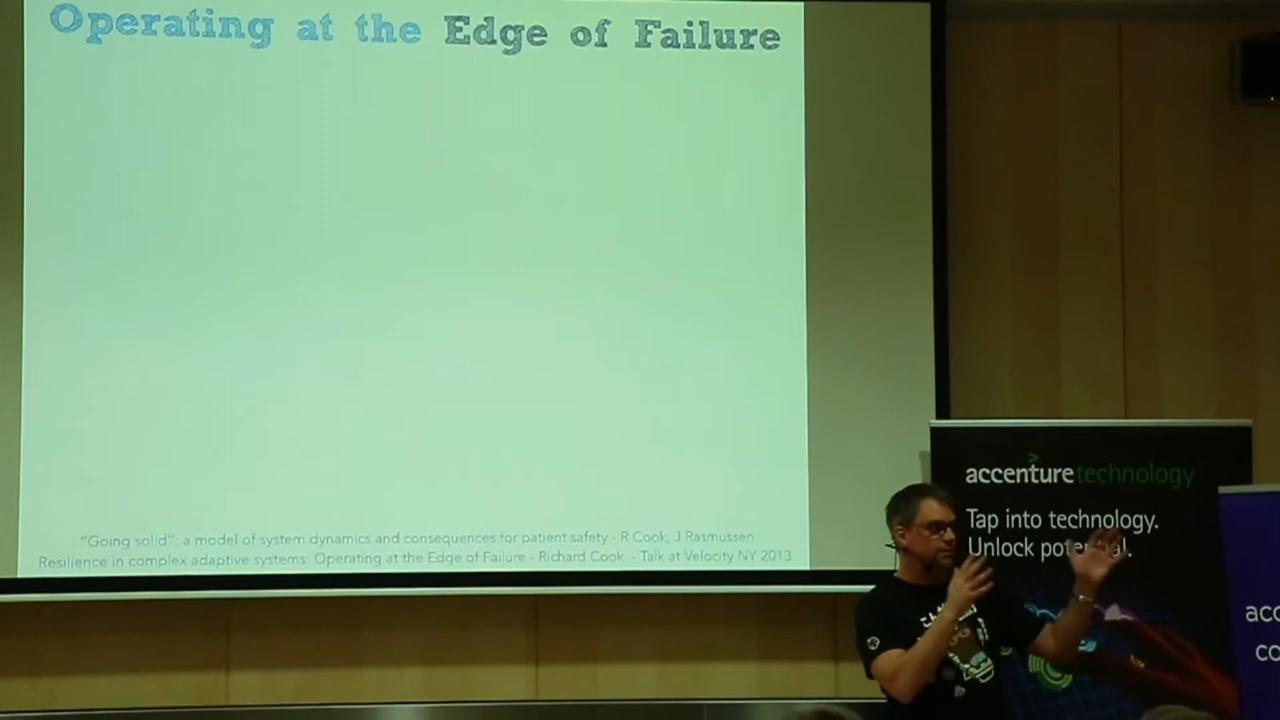 Operating at the Edge of Failure
"Going solid": a model of system dynamics and consequences for patient safety - R Cook, J Rasmussen
Resilience in complex adaptive systems: Operating at the Edge of Failure - Richard Cook - Talk at Velocity NY 2013
accenturetechnology
Tap into technology.
Unlock